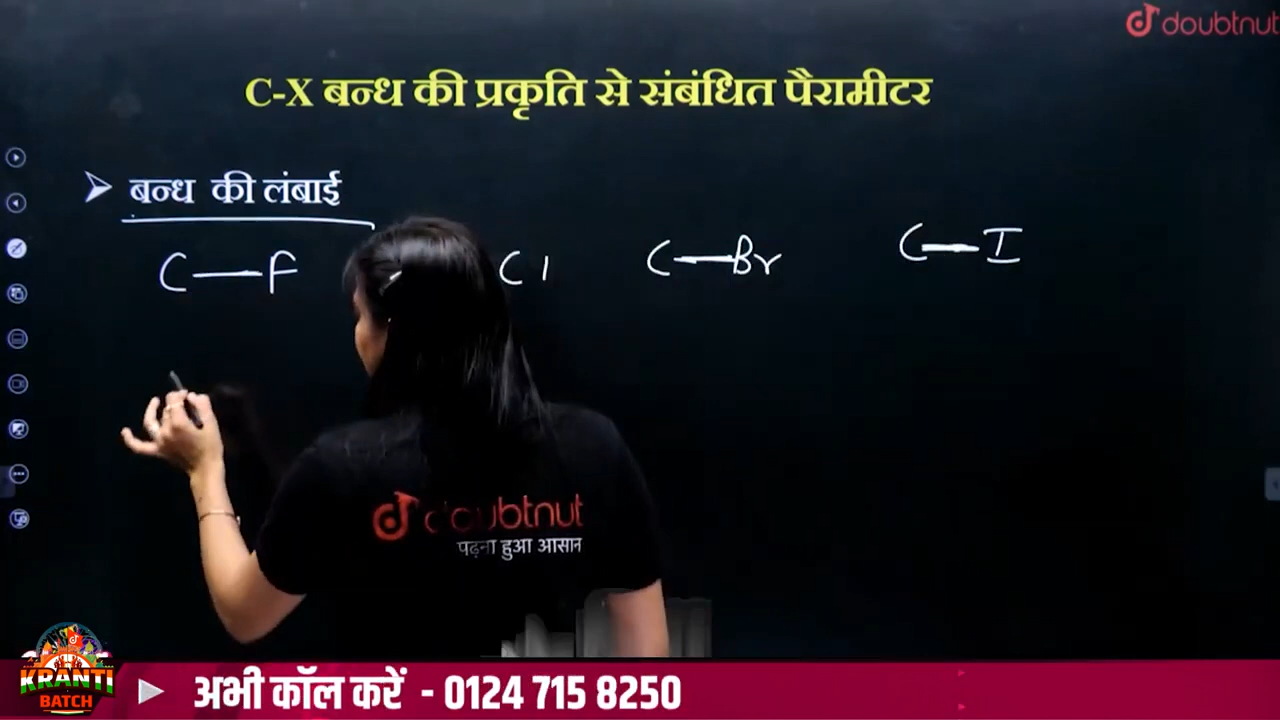 doubtnut
C-X बन्ध की प्रकृति से संबंधित पैरामीटर
बन्ध की लंबाई
C—F Cl C—Br C—I
doubtnut
पढ़ना हुआ आसान
KRANTI
BATCH
अभी कॉल करें - 0124 715 8250